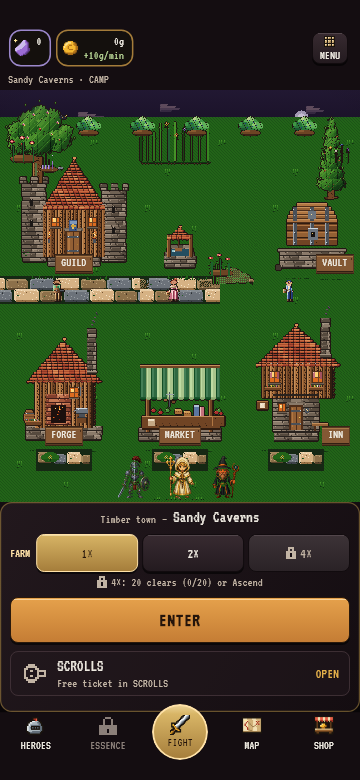 0
0g
+10g/min
MENU
Sandy Caverns · CAMP
GUILD
VAULT
FORGE
MARKET
INN
Timber town – Sandy Caverns
FARM
1X
2X
4X
4X: 20 clears (0/20) or Ascend
ENTER
SCROLLS
Free ticket in SCROLLS
OPEN
HEROES
ESSENCE
FIGHT
MAP
SHOP